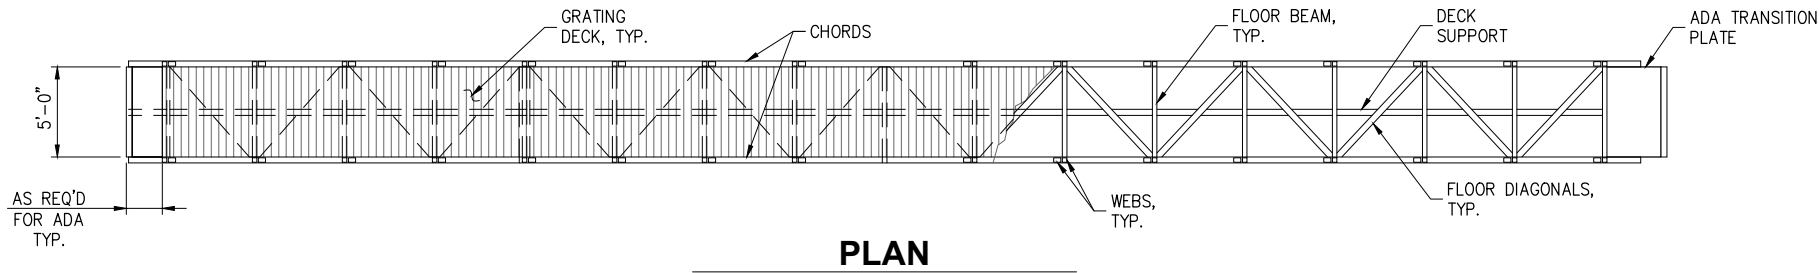 GRATING
DECK, TYP.
CHORDS
FLOOR BEAM,
TYP.
DECK
SUPPORT
ADA TRANSITION
PLATE
5'-0"
AS REQ'D
FOR ADA
TYP.
WEBS,
TYP.
FLOOR DIAGONALS,
TYP.
PLAN